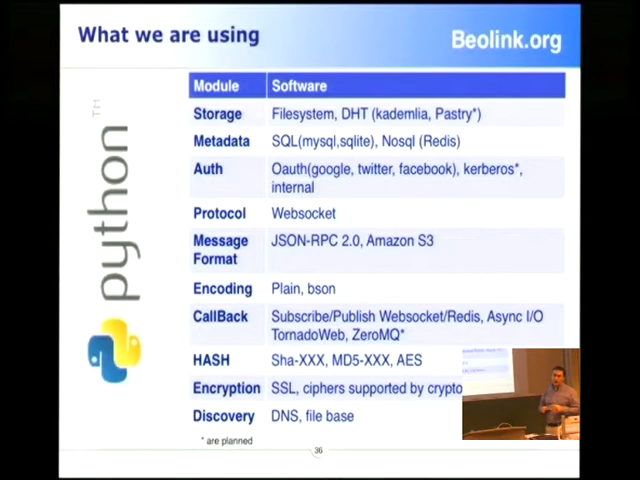 What we are using
Beolink.org
Module Software
Storage Filesystem, DHT (kademlia, Pastry*)
Metadata SQL(mysql,sqlite), Nosql (Redis)
Auth Oauth(google, twitter, facebook), kerberos*,
internal
Protocol Websocket
Message JSON-RPC 2.0, Amazon S3
Format
Encoding Plain, bson
CallBack Subscribe/Publish Websocket/Redis, Async I/O
TornadoWeb, ZeroMQ*
HASH Sha-XXX, MD5-XXX, AES
Encryption SSL, ciphers supported by crypto
Discovery DNS, file base
* are planned
36
python
TM